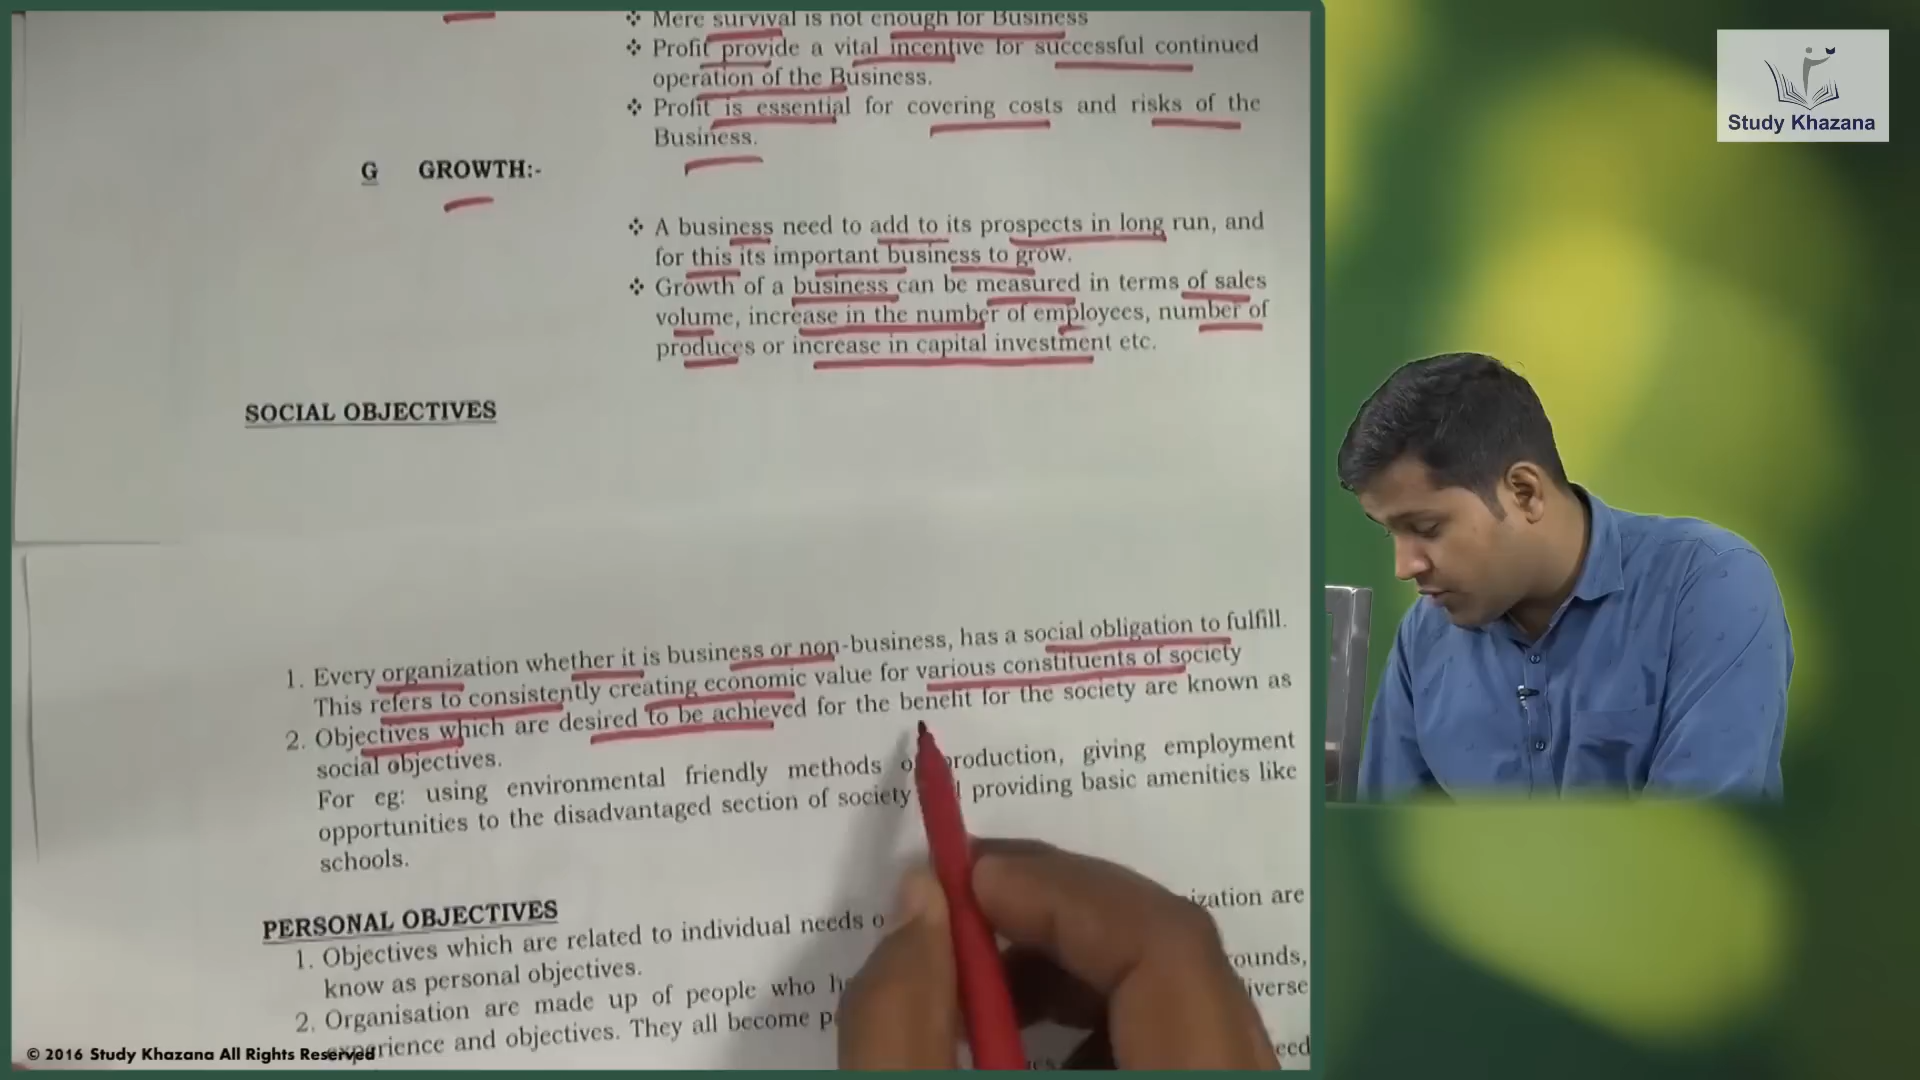 ❖ Mere survival is not enough for Business
❖ Profit provide a vital incentive for successful continued
operation of the Business.
❖ Profit is essential for covering costs and risks of the
Business.
G GROWTH:-
❖ A business need to add to its prospects in long run, and
for this its important business to grow.
❖ Growth of a business can be measured in terms of sales
volume, increase in the number of employees, number of
produces or increase in capital investment etc.
SOCIAL OBJECTIVES
1. Every organization whether it is business or non-business, has a social obligation to fulfill.
This refers to consistently creating economic value for various constituents of society
2. Objectives which are desired to be achieved for the benefit for the society are known as
social objectives.
For eg: using environmental friendly methods production, giving employment
opportunities to the disadvantaged section of society providing basic amenities like
schools.
PERSONAL OBJECTIVES
1. Objectives which are related to individual needs are
know as personal objectives.
2. Organisation are made up of people who
experience and objectives. They all become
Study Khazana
© 2016 Study Khazana All Rights Reserved